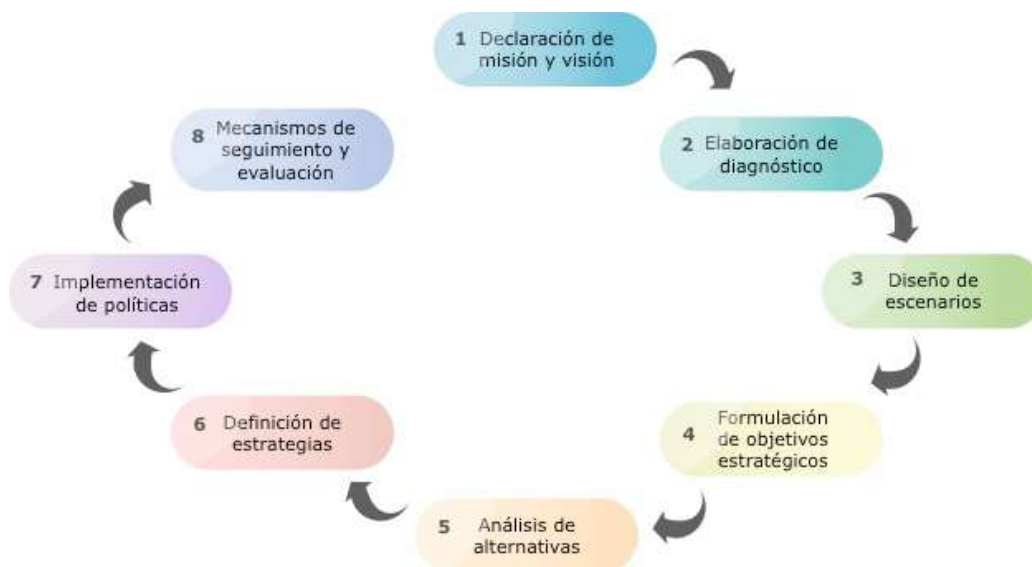 1 Declaración de
misión y visión
2 Elaboración de
diagnóstico
3 Diseño de
escenarios
4 Formulación
de objetivos
estratégicos
5 Análisis de
alternativas
6 Definición de
estrategias
7 Implementación
de políticas
8 Mecanismos de
seguimiento y
evaluación